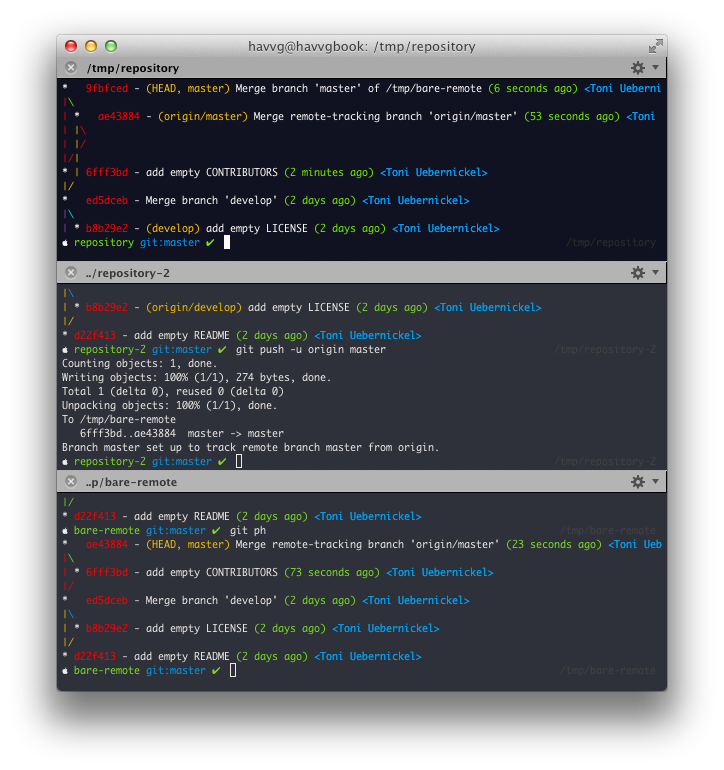 havvg@havvgbook: /tmp/repository
/tmp/repository
*   9fbfced - (HEAD, master) Merge branch 'master' of /tmp/bare-remote (6 seconds ago) <Toni Ueberni
|\
| *   ae43884 - (origin/master) Merge remote-tracking branch 'origin/master' (53 seconds ago) <Toni
| |\
| |/
|/|
* | 6fff3bd - add empty CONTRIBUTORS (2 minutes ago) <Toni Uebernickel>
|/
*   ed5dceb - Merge branch 'develop' (2 days ago) <Toni Uebernickel>
|\
| * b8b29e2 - (develop) add empty LICENSE (2 days ago) <Toni Uebernickel>
repository git:master ✔ /tmp/repository
../repository-2
|\
| * b8b29e2 - (origin/develop) add empty LICENSE (2 days ago) <Toni Uebernickel>
|/
* d22f413 - add empty README (2 days ago) <Toni Uebernickel>
repository-2 git:master ✔ git push -u origin master /tmp/repository-2
Counting objects: 1, done.
Writing objects: 100% (1/1), 274 bytes, done.
Total 1 (delta 0), reused 0 (delta 0)
Unpacking objects: 100% (1/1), done.
To /tmp/bare-remote
   6fff3bd..ae43884  master -> master
Branch master set up to track remote branch master from origin.
repository-2 git:master ✔ /tmp/repository-2
..p/bare-remote
|/
* d22f413 - add empty README (2 days ago) <Toni Uebernickel>
bare-remote git:master ✔ git ph /tmp/bare-remote
*   ae43884 - (HEAD, master) Merge remote-tracking branch 'origin/master' (23 seconds ago) <Toni Ueb
|\
| * 6fff3bd - add empty CONTRIBUTORS (73 seconds ago) <Toni Uebernickel>
|/
*   ed5dceb - Merge branch 'develop' (2 days ago) <Toni Uebernickel>
|\
| * b8b29e2 - add empty LICENSE (2 days ago) <Toni Uebernickel>
|/
* d22f413 - add empty README (2 days ago) <Toni Uebernickel>
bare-remote git:master ✔ /tmp/bare-remote